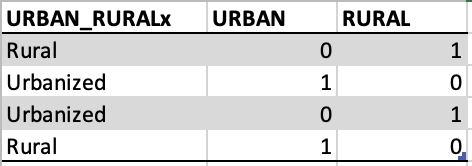 URBAN_RURALx URBAN RURAL
Rural 0 1
Urbanized 1 0
Urbanized 0 1
Rural 1 0